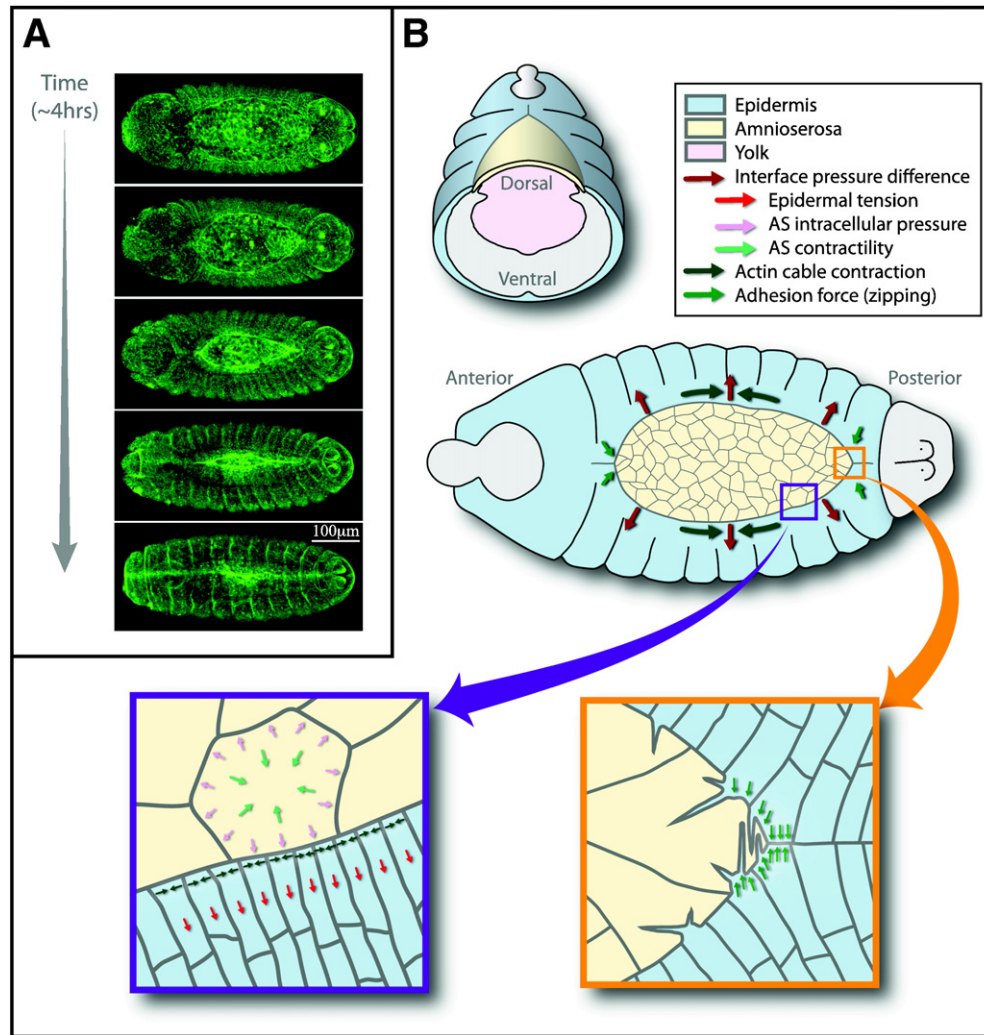 A
Time
(~4hrs)
100μm
B
Dorsal
Ventral
Epidermis
Amnioserosa
Yolk
Interface pressure difference
Epidermal tension
AS intracellular pressure
AS contractility
Actin cable contraction
Adhesion force (zipping)
Anterior
Posterior